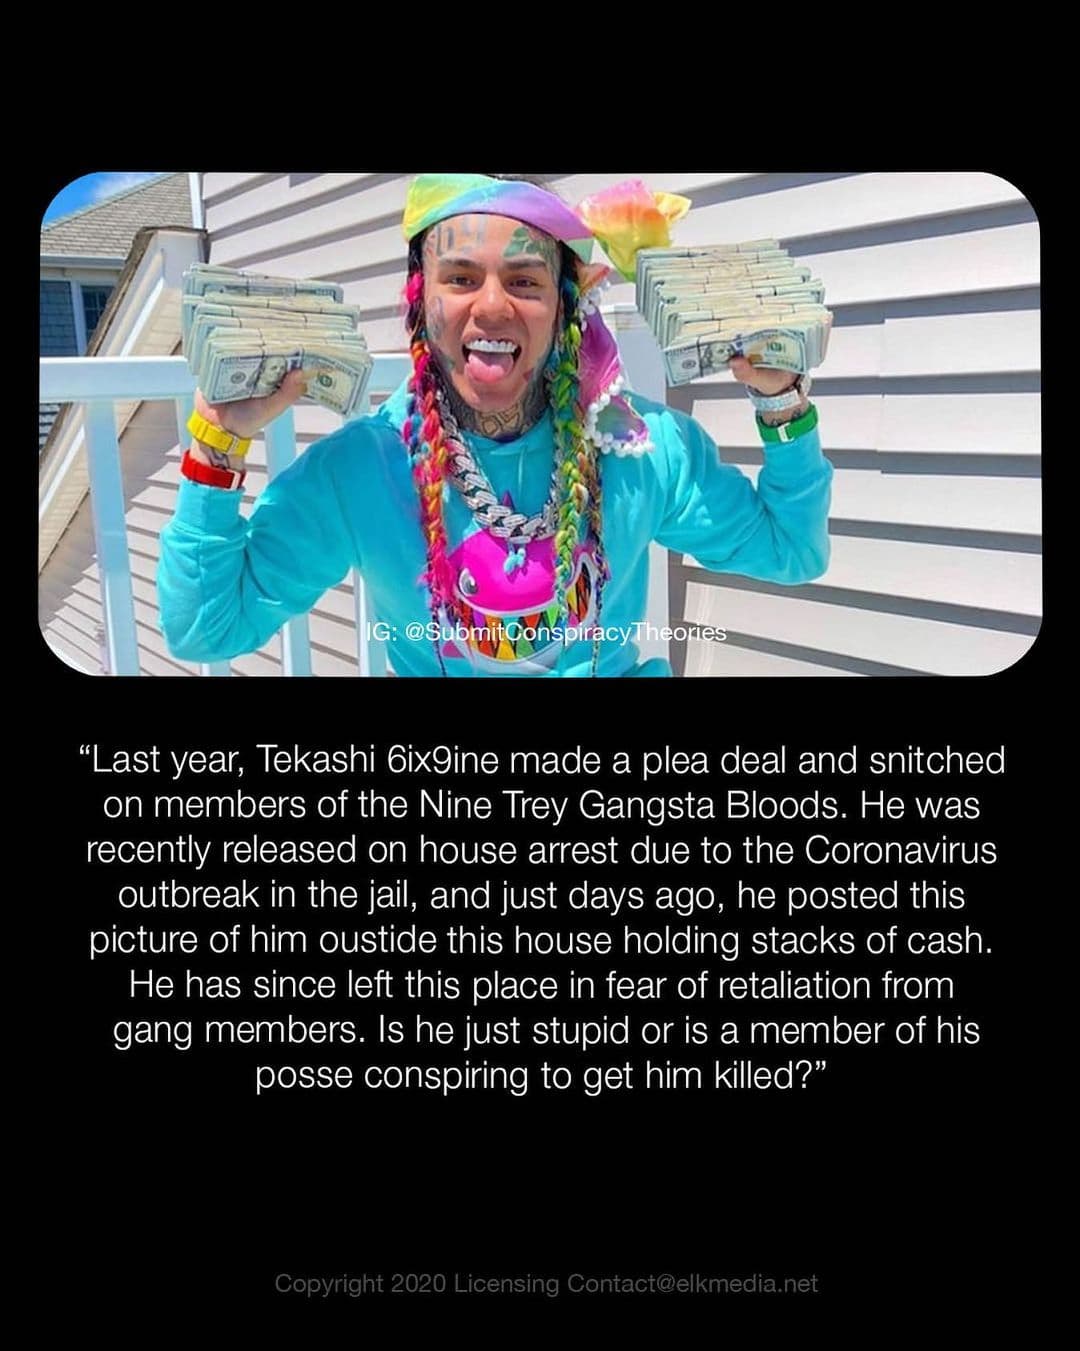 IG: @SubmitConspiracyTheories
“Last year, Tekashi 6ix9ine made a plea deal and snitched
on members of the Nine Trey Gangsta Bloods. He was
recently released on house arrest due to the Coronavirus
outbreak in the jail, and just days ago, he posted this
picture of him oustide this house holding stacks of cash.
He has since left this place in fear of retaliation from
gang members. Is he just stupid or is a member of his
posse conspiring to get him killed?”
Copyright 2020 Licensing Contact@elkmedia.net